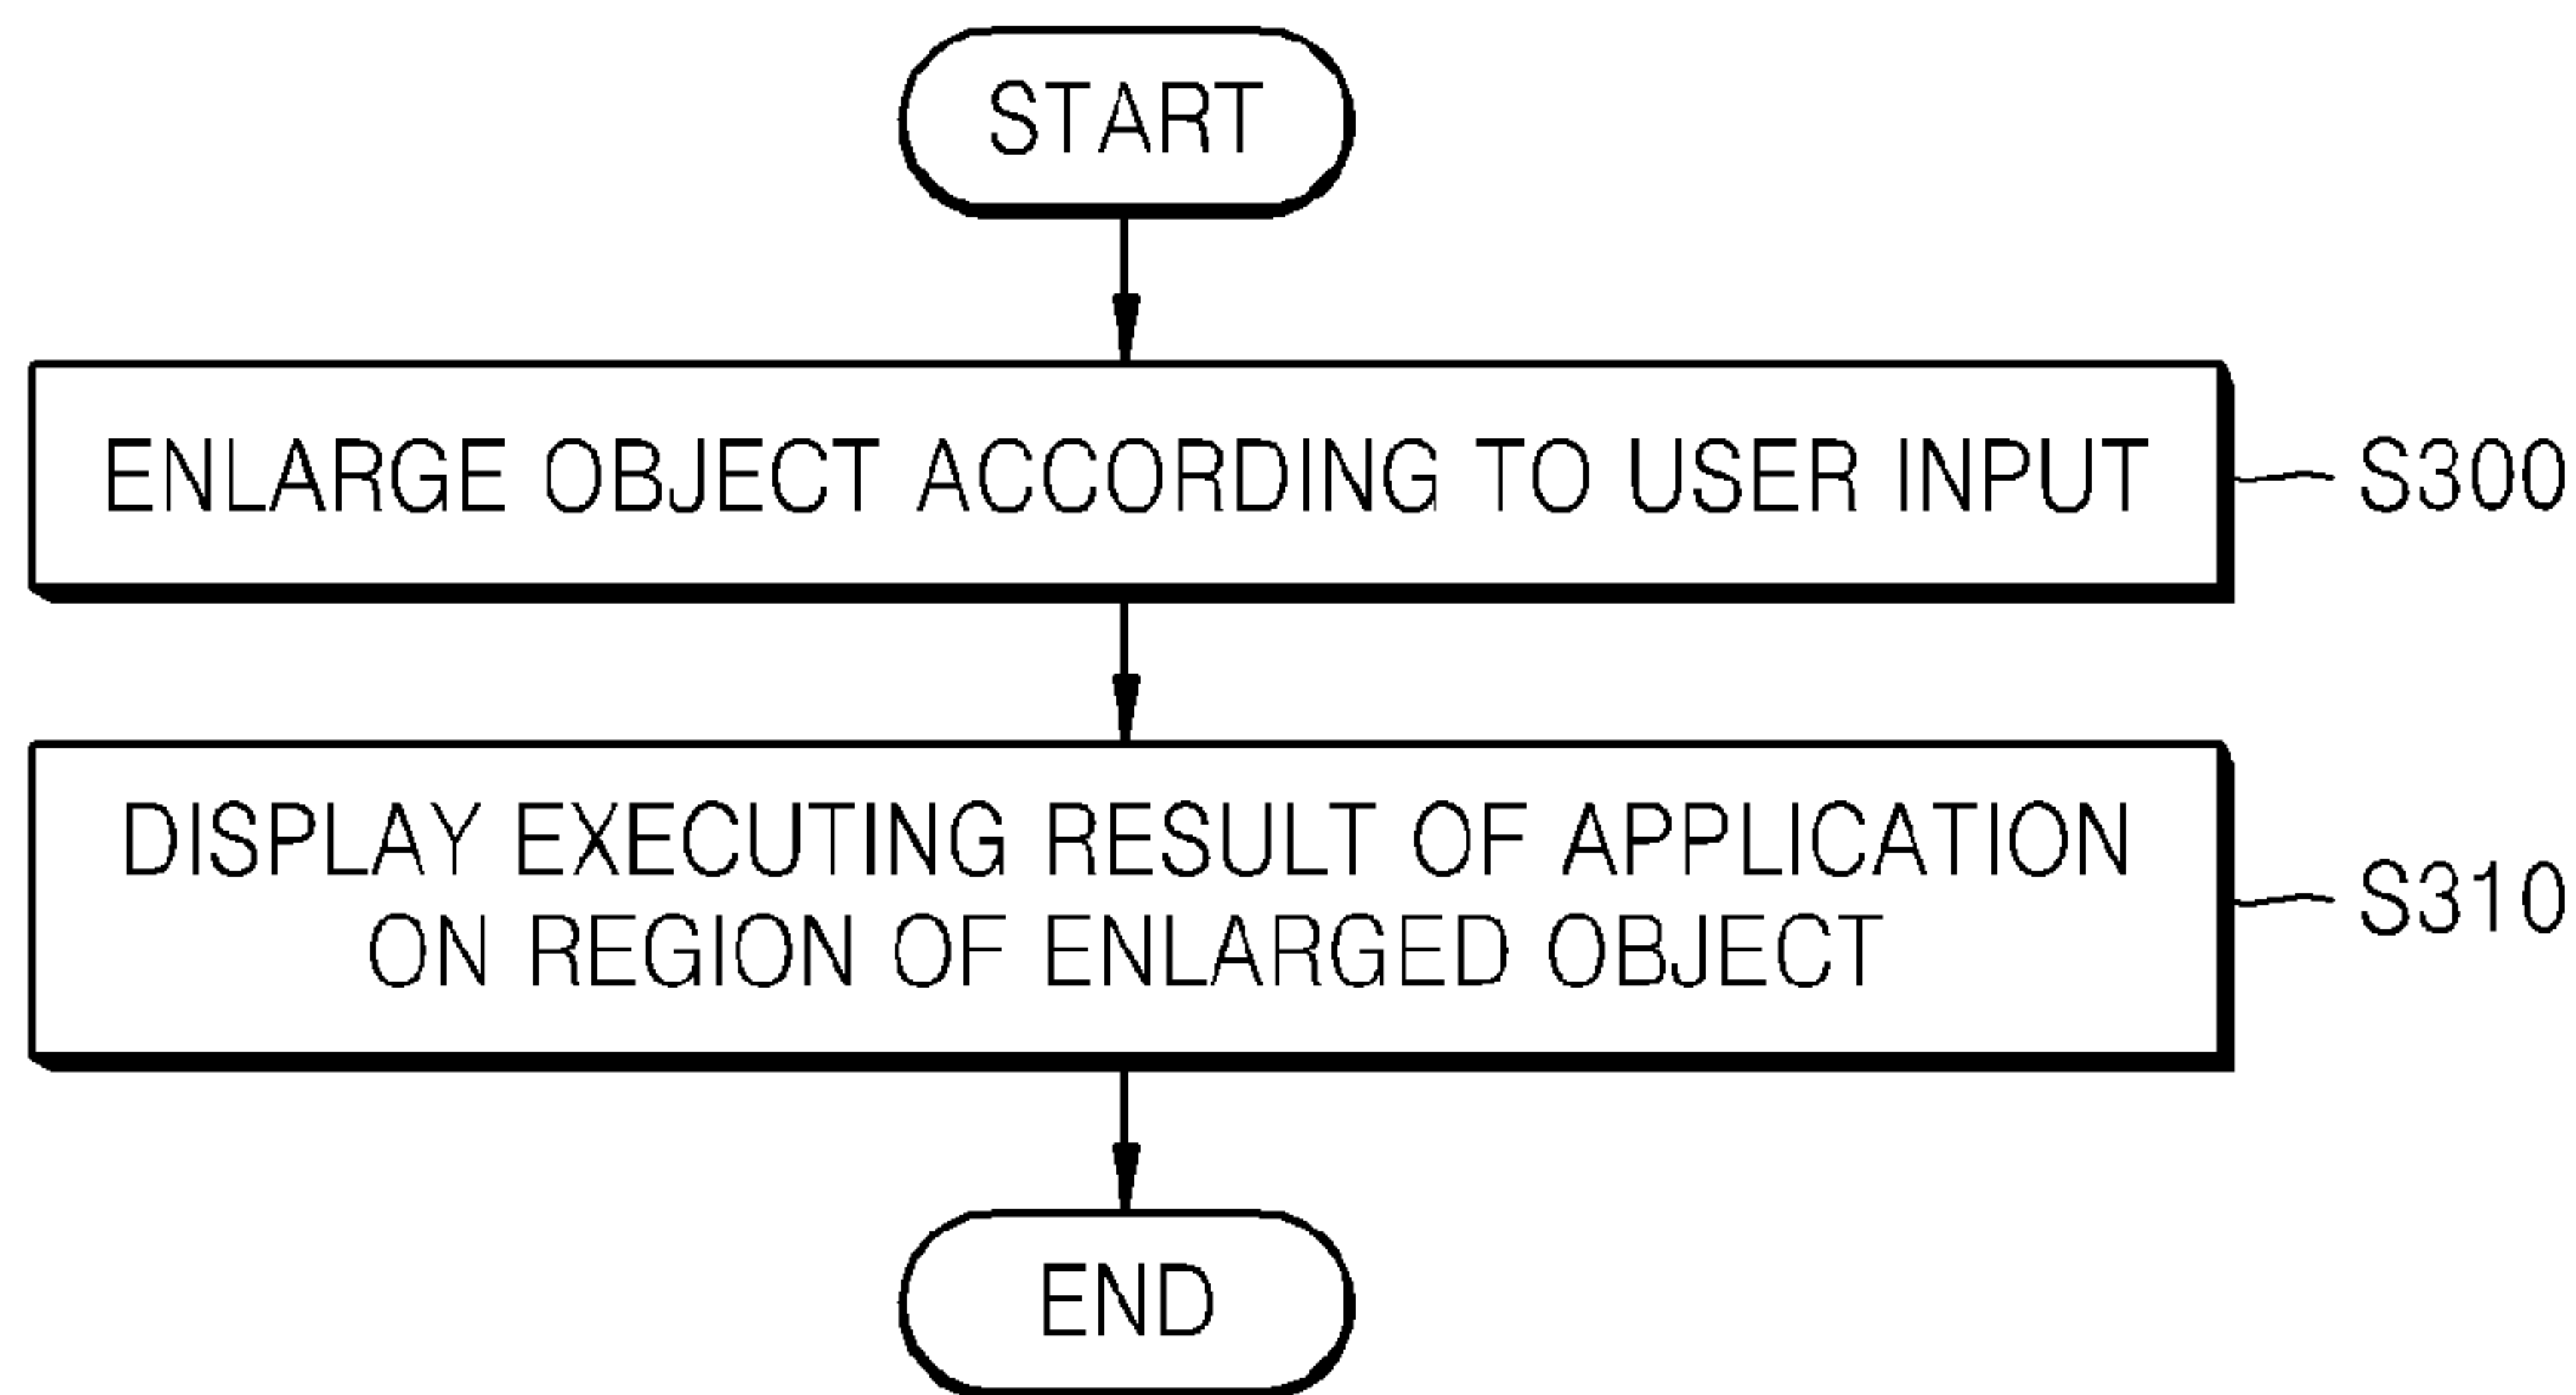 START
ENLARGE OBJECT ACCORDING TO USER INPUT
S300
DISPLAY EXECUTING RESULT OF APPLICATION
ON REGION OF ENLARGED OBJECT
S310
END